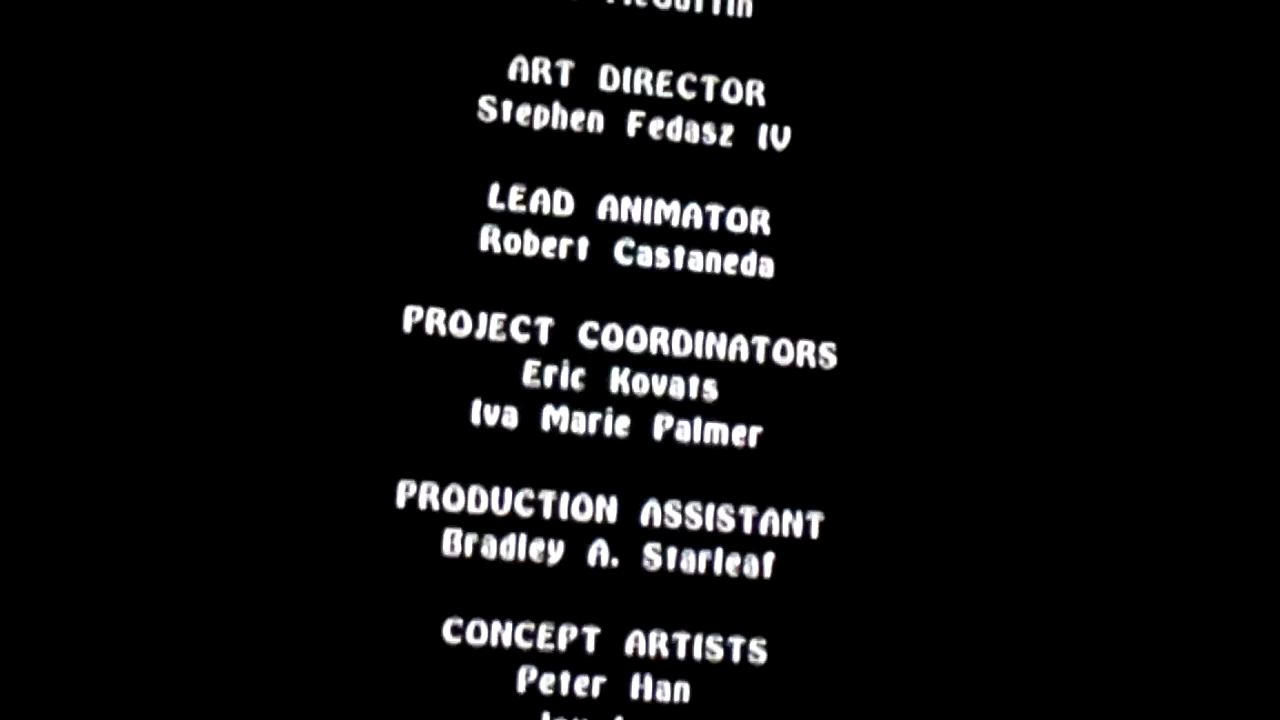 ART DIRECTOR
Stephen Fedasz IV
LEAD ANIMATOR
Robert Castaneda
PROJECT COORDINATORS
Eric Kovats
Iva Marie Palmer
PRODUCTION ASSISTANT
Bradley A. Starleaf
CONCEPT ARTISTS
Peter Han